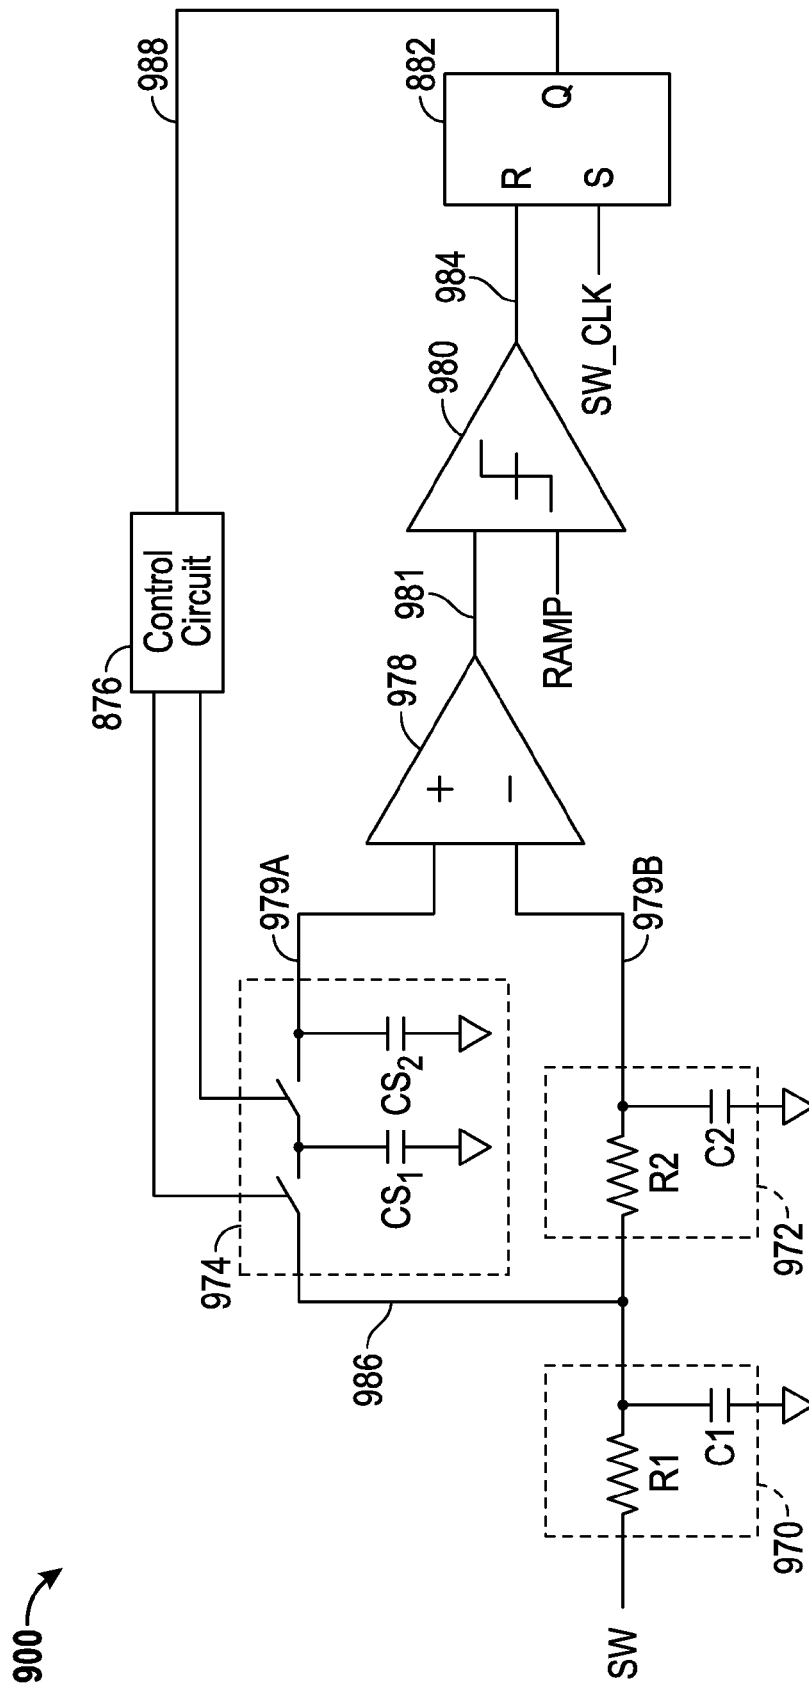 900
988
876
Control
Circuit
882
Q
R
S
984
980
SW_CLK
981
978
RAMP
+
−
979A
979B
974
CS1
CS2
986
R2
C2
972
R1
C1
970
SW